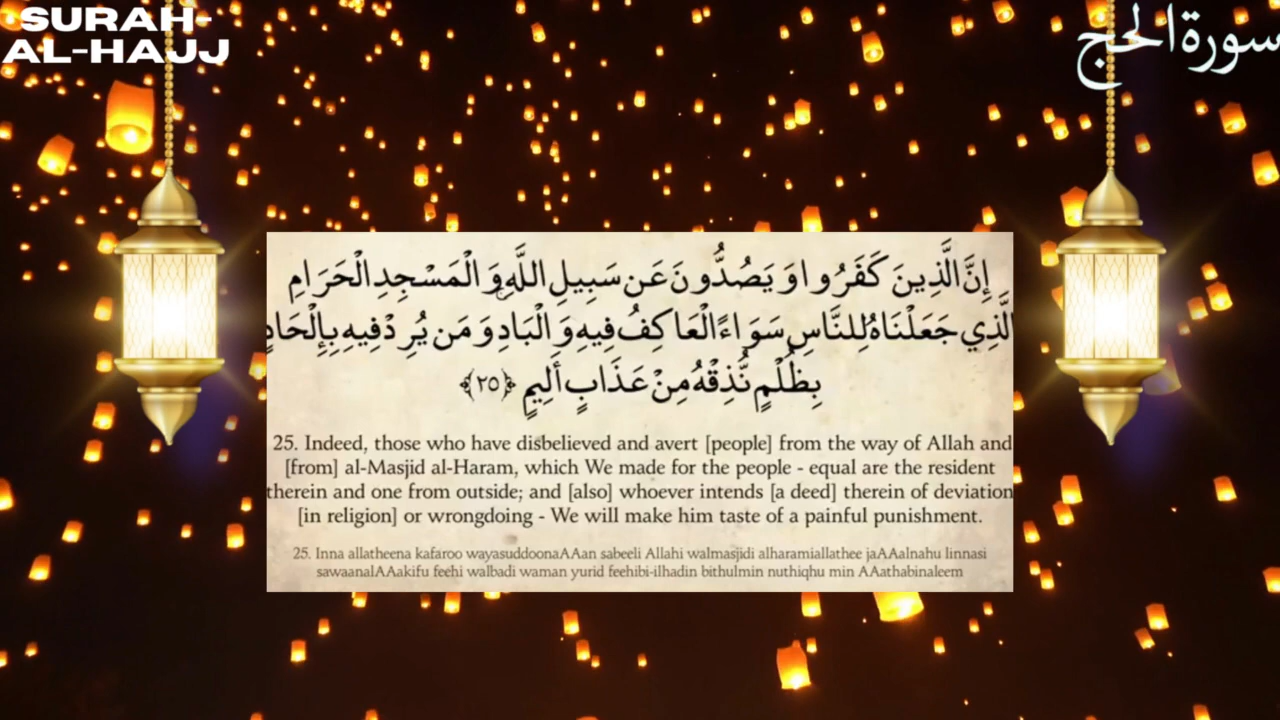 SURAH-
AL-HAJJ
سورة الحج
إِنَّ الَّذِينَ كَفَرُوا وَيَصُدُّونَ عَن سَبِيلِ اللَّهِ وَالْمَسْجِدِ الْحَرَامِ
الَّذِي جَعَلْنَاهُ لِلنَّاسِ سَوَاءً الْعَاكِفُ فِيهِ وَالْبَادِ وَمَن يُرِدْ فِيهِ بِإِلْحَادٍ
بِظُلْمٍ نُّذِقْهُ مِنْ عَذَابٍ أَلِيمٍ ﴿٢٥﴾
25. Indeed, those who have disbelieved and avert [people] from the way of Allah and
[from] al-Masjid al-Haram, which We made for the people - equal are the resident
therein and one from outside; and [also] whoever intends [a deed] therein of deviation
[in religion] or wrongdoing - We will make him taste of a painful punishment.
25. Inna allatheena kafaroo wayasuddoonaAAan sabeeli Allahi walmasjidi alharamiallathee jaAAalnahu linnasi
sawaanalAAakifu feehi walbadi waman yurid feehibi-ilhadin bithulmin nuthiqhu min AAathabinaleem